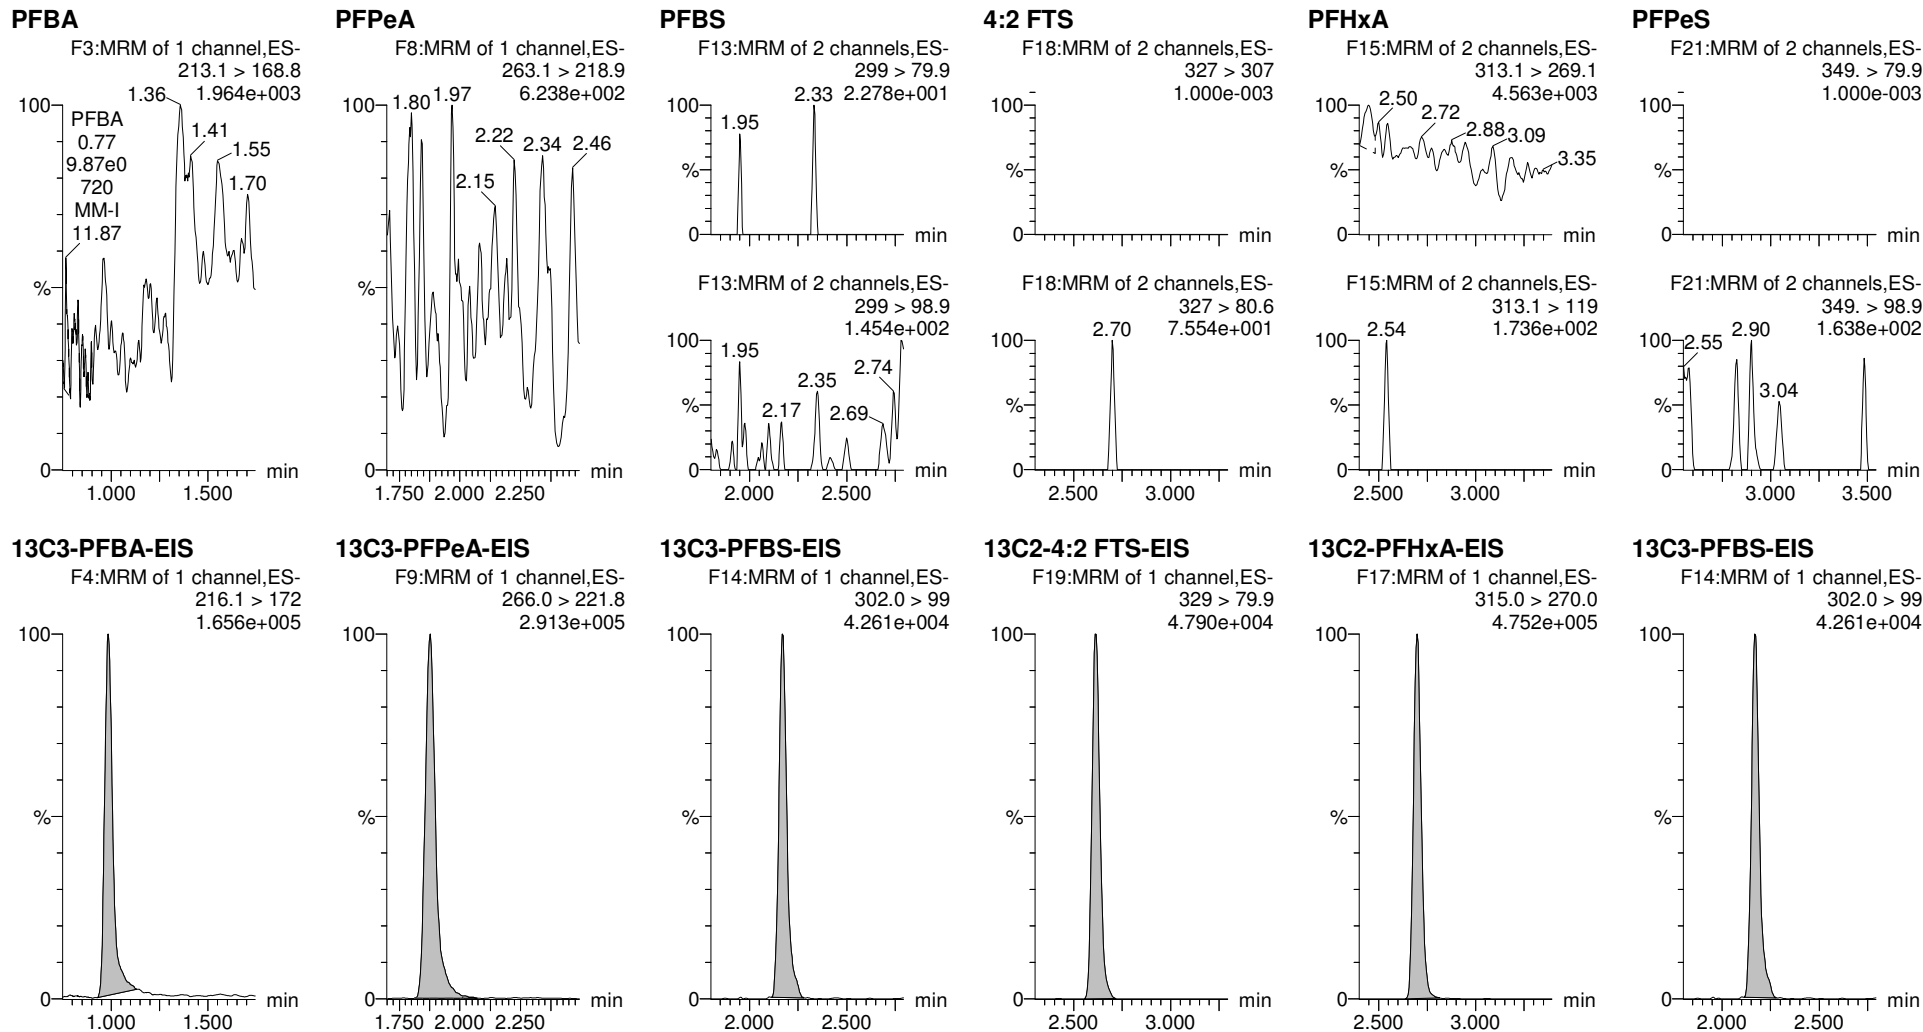 PFBA
F3:MRM of 1 channel,ES-
213.1 > 168.8
1.964e+003
100
%
0
min
1.000 1.500
PFBA
0.77
9.87e0
720
MM-I
11.87
1.36
1.41
1.55
1.70
PFPeA
F8:MRM of 1 channel,ES-
263.1 > 218.9
6.238e+002
100
%
0
min
1.750 2.000 2.250
1.80
1.97
2.15
2.22
2.34
2.46
PFBS
F13:MRM of 2 channels,ES-
299 > 79.9
2.278e+001
100
%
0
min
1.95
2.33
F13:MRM of 2 channels,ES-
299 > 98.9
1.454e+002
100
%
0
min
2.000 2.500
1.95
2.17
2.35
2.69
2.74
4:2 FTS
F18:MRM of 2 channels,ES-
327 > 307
1.000e-003
100
%
0
min
F18:MRM of 2 channels,ES-
327 > 80.6
7.554e+001
100
%
0
min
2.500 3.000
2.70
PFHxA
F15:MRM of 2 channels,ES-
313.1 > 269.1
4.563e+003
100
%
0
min
2.50
2.72
2.88
3.09
3.35
F15:MRM of 2 channels,ES-
313.1 > 119
1.736e+002
100
%
0
min
2.500 3.000
2.54
PFPeS
F21:MRM of 2 channels,ES-
349. > 79.9
1.000e-003
100
%
0
min
F21:MRM of 2 channels,ES-
349. > 98.9
1.638e+002
100
%
0
min
3.000 3.500
2.55
2.90
3.04
13C3-PFBA-EIS
F4:MRM of 1 channel,ES-
216.1 > 172
1.656e+005
100
%
0
min
1.000 1.500
13C3-PFPeA-EIS
F9:MRM of 1 channel,ES-
266.0 > 221.8
2.913e+005
100
%
0
min
1.750 2.000 2.250
13C3-PFBS-EIS
F14:MRM of 1 channel,ES-
302.0 > 99
4.261e+004
100
%
0
min
2.000 2.500
13C2-4:2 FTS-EIS
F19:MRM of 1 channel,ES-
329 > 79.9
4.790e+004
100
%
0
min
2.500 3.000
13C2-PFHxA-EIS
F17:MRM of 1 channel,ES-
315.0 > 270.0
4.752e+005
100
%
0
min
2.500 3.000
13C3-PFBS-EIS
F14:MRM of 1 channel,ES-
302.0 > 99
4.261e+004
100
%
0
min
2.000 2.500